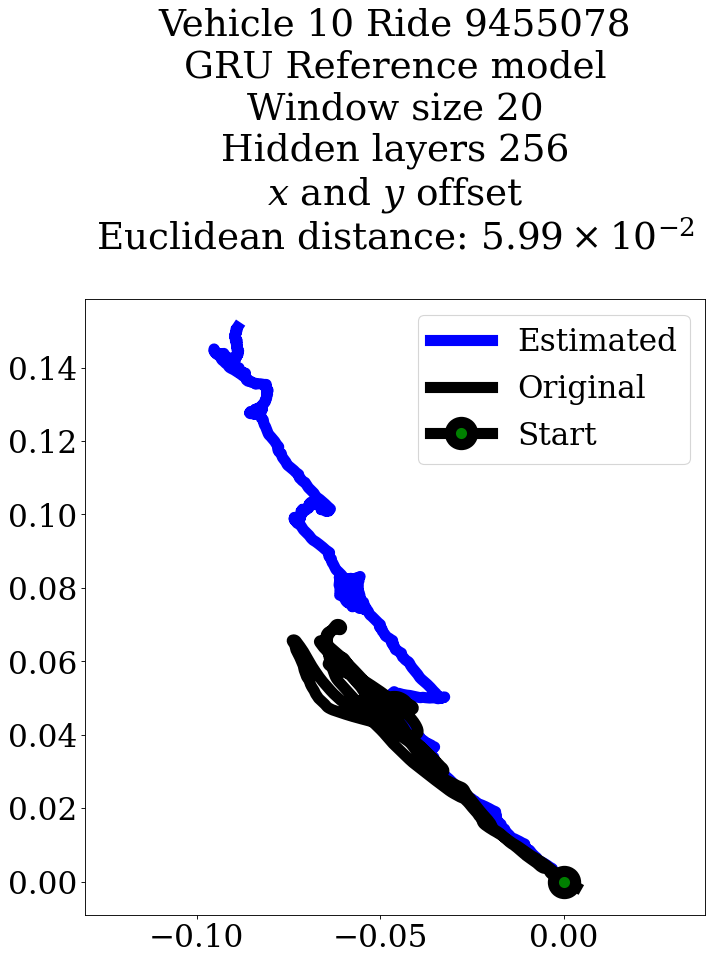 Vehicle 10 Ride 9455078
GRU Reference model
Window size 20
Hidden layers 256
x and y offset
Euclidean distance: 5.99 × 10⁻²
Estimated
Original
Start
0.14
0.12
0.10
0.08
0.06
0.04
0.02
0.00
−0.10 −0.05 0.00